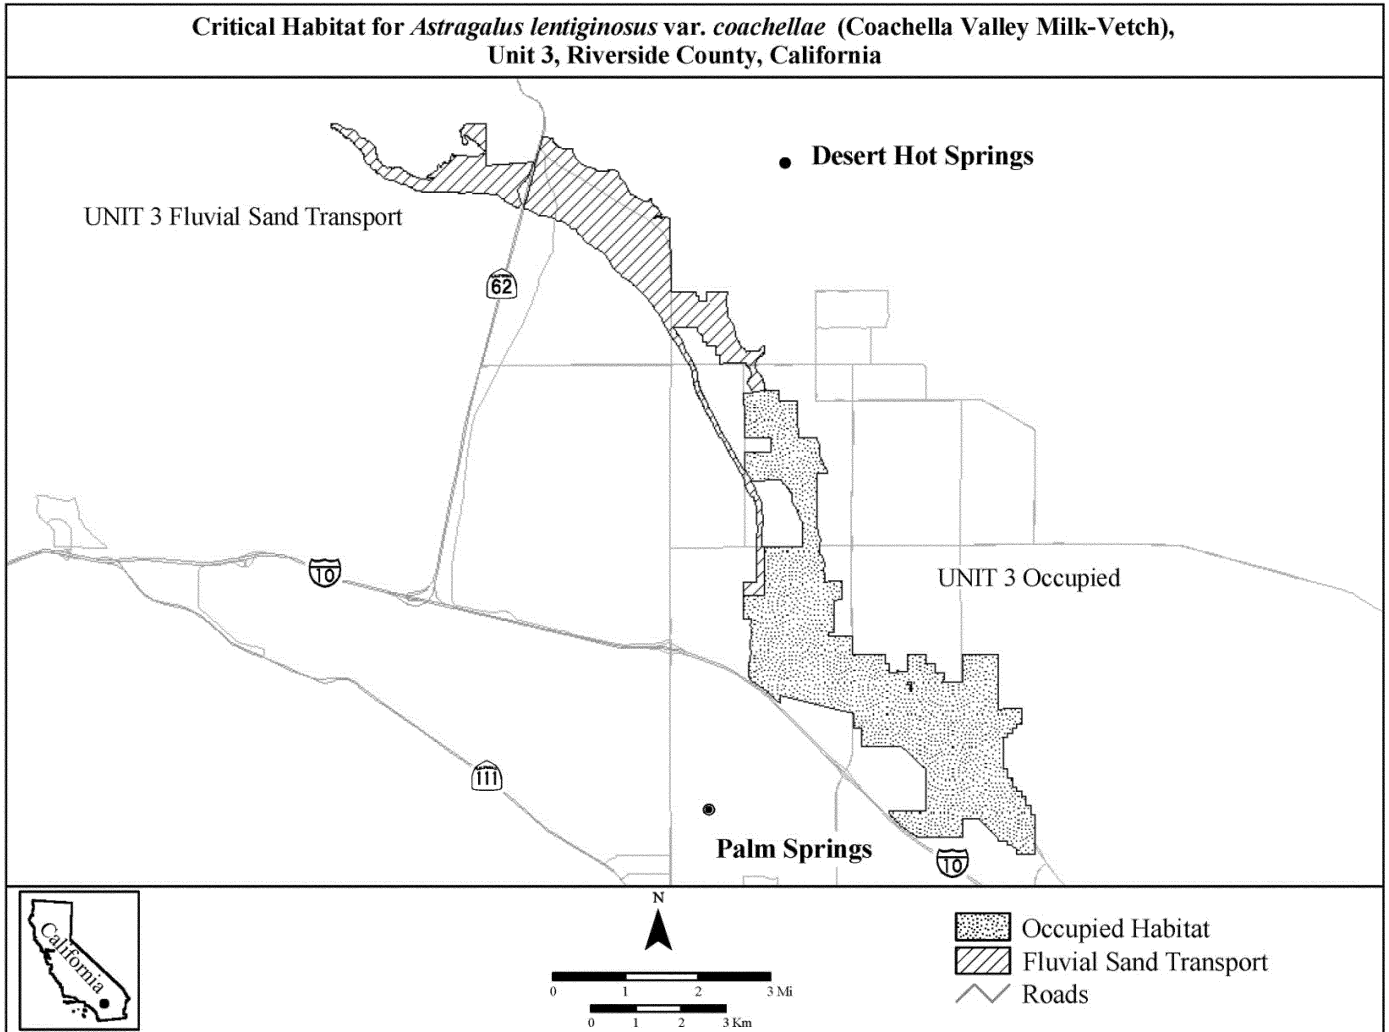 Critical Habitat for Astragalus lentiginosus var. coachellae (Coachella Valley Milk-Vetch),
Unit 3, Riverside County, California
Desert Hot Springs
UNIT 3 Fluvial Sand Transport
62
10
UNIT 3 Occupied
111
Palm Springs
10
California
N
0 1 2 3 Mi
0 1 2 3 Km
Occupied Habitat
Fluvial Sand Transport
Roads